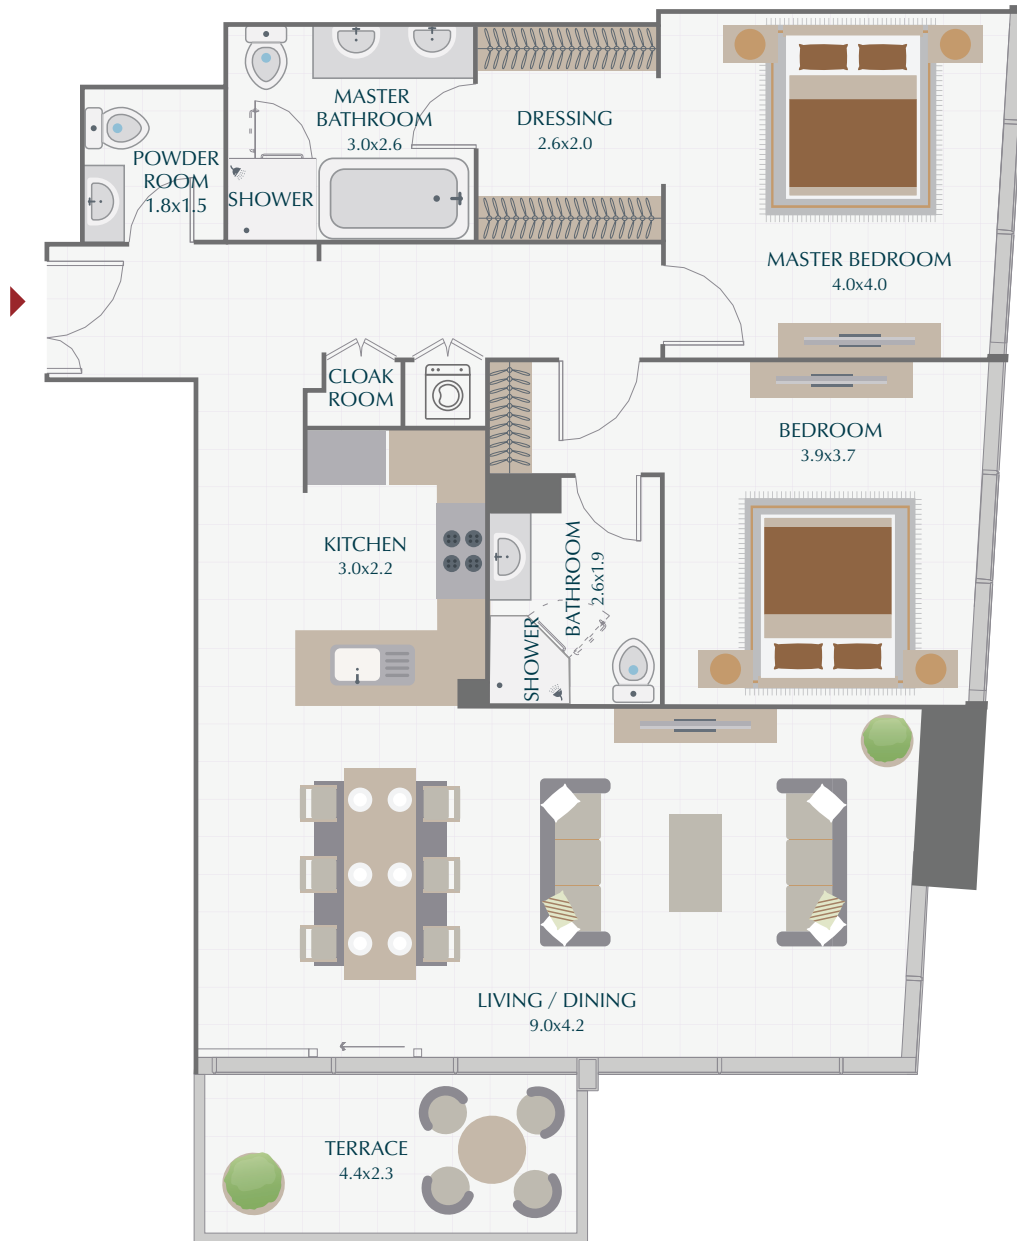 MASTER
BATHROOM
3.0x2.6
DRESSING
2.6x2.0
POWDER
ROOM
1.8x1.5
SHOWER
MASTER BEDROOM
4.0x4.0
CLOAK
ROOM
BEDROOM
3.9x3.7
KITCHEN
3.0x2.2
BATHROOM
2.6x1.9
SHOWER
LIVING / DINING
9.0x4.2
TERRACE
4.4x2.3